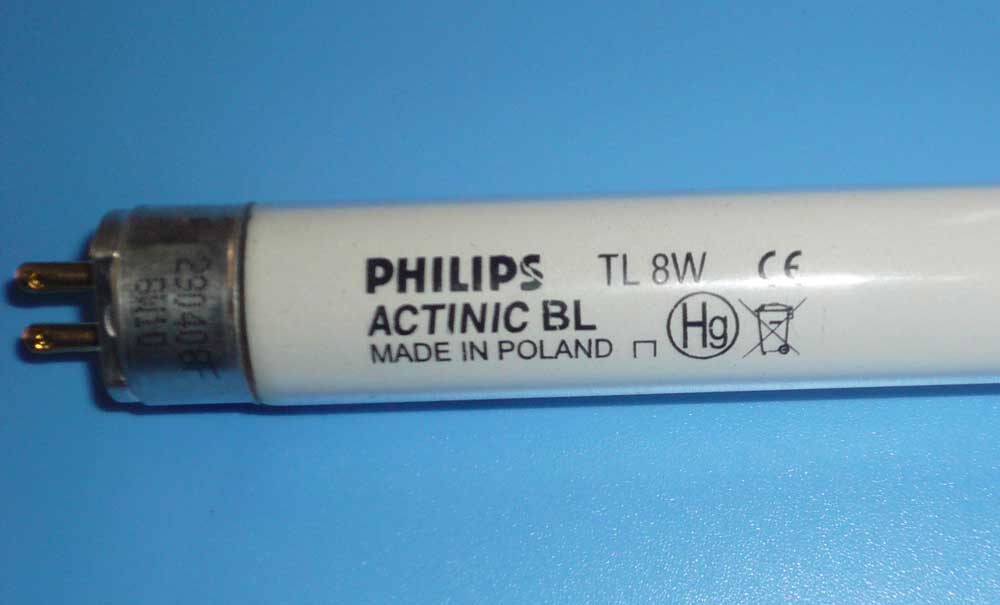 PHILIPS TL 8W CE
ACTINIC BL Hg
MADE IN POLAND